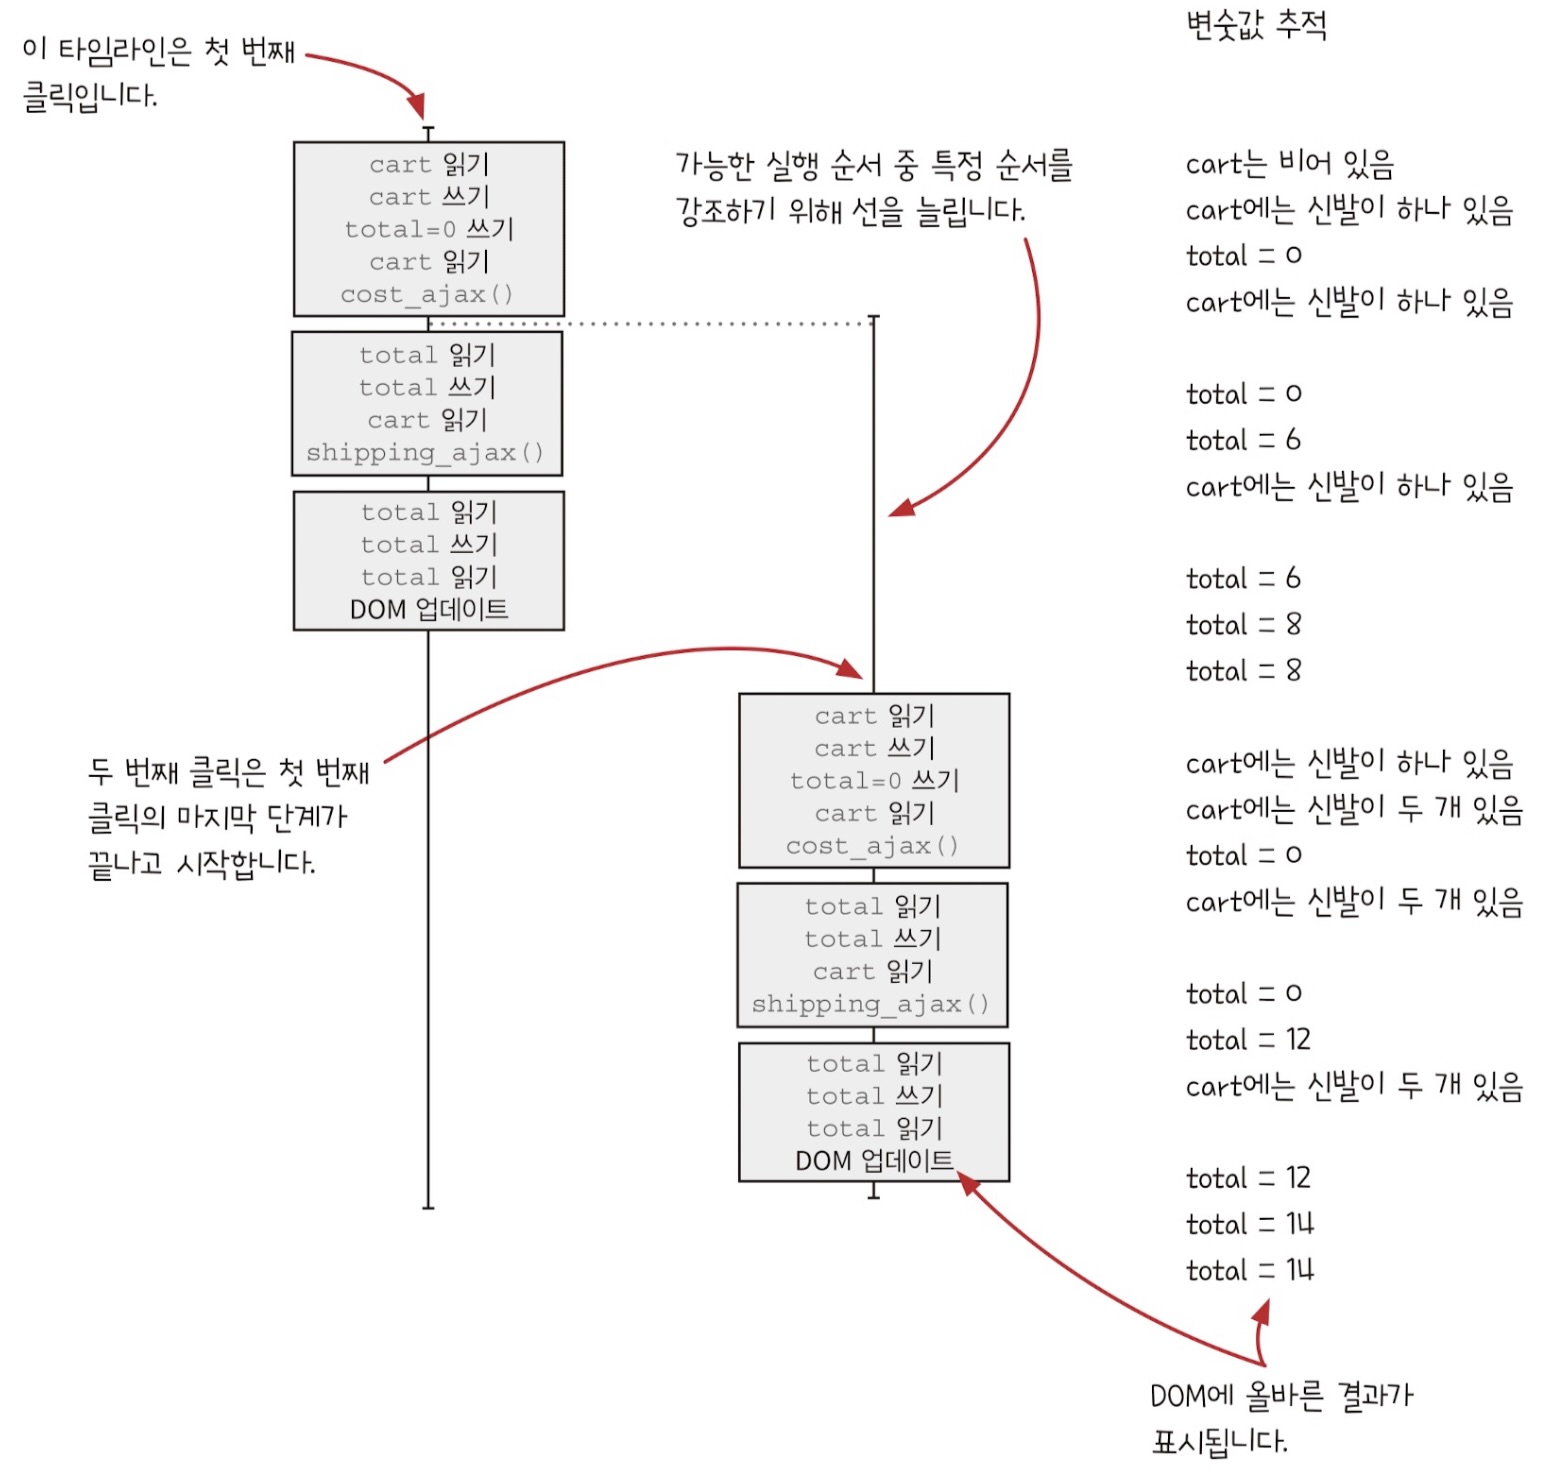 이 타임라인은 첫 번째
클릭입니다.
cart 읽기
cart 쓰기
total=0 쓰기
cart 읽기
cost_ajax()
total 읽기
total 쓰기
cart 읽기
shipping_ajax()
total 읽기
total 쓰기
total 읽기
DOM 업데이트
가능한 실행 순서 중 특정 순서를
강조하기 위해 선을 늘립니다.
두 번째 클릭은 첫 번째
클릭의 마지막 단계가
끝나고 시작합니다.
cart 읽기
cart 쓰기
total=0 쓰기
cart 읽기
cost_ajax()
total 읽기
total 쓰기
cart 읽기
shipping_ajax()
total 읽기
total 쓰기
total 읽기
DOM 업데이트
변숫값 추적
cart는 비어 있음
cart에는 신발이 하나 있음
total = 0
cart에는 신발이 하나 있음
total = 0
total = 6
cart에는 신발이 하나 있음
total = 6
total = 8
total = 8
cart에는 신발이 하나 있음
cart에는 신발이 두 개 있음
total = 0
cart에는 신발이 두 개 있음
total = 0
total = 12
cart에는 신발이 두 개 있음
total = 12
total = 14
total = 14
DOM에 올바른 결과가
표시됩니다.